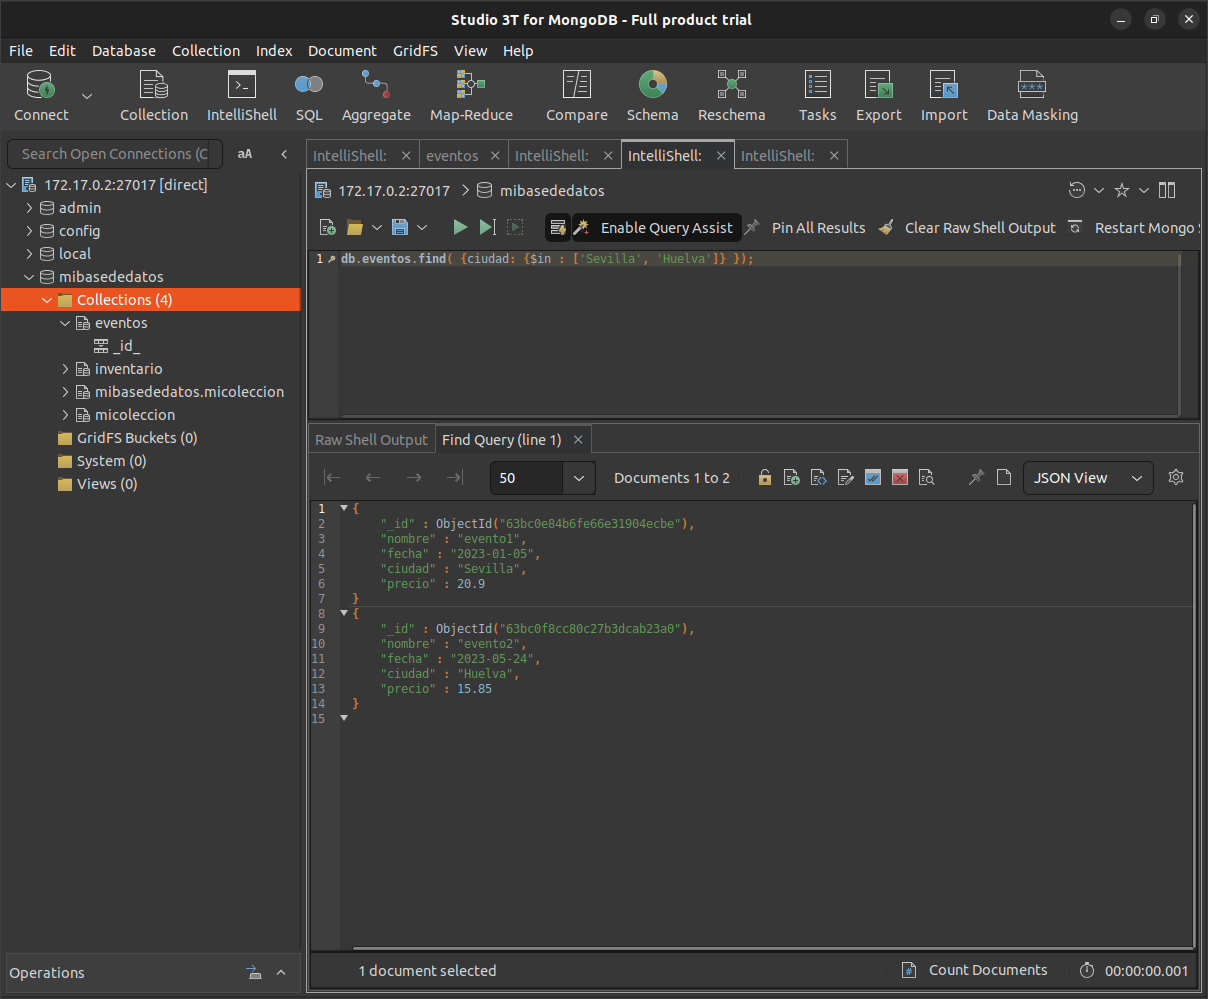 Studio 3T for MongoDB - Full product trial
File Edit Database Collection Index Document GridFS View Help
Connect Collection IntelliShell SQL Aggregate Map-Reduce Compare Schema Reschema Tasks Export Import Data Masking
Search Open Connections (C aA
IntelliShell: eventos IntelliShell: IntelliShell: IntelliShell:
172.17.0.2:27017 [direct]
admin
config
local
mibasededatos
Collections (4)
eventos
_id_
inventario
mibasededatos.micoleccion
micoleccion
GridFS Buckets (0)
System (0)
Views (0)
Operations
172.17.0.2:27017 > mibasededatos
Enable Query Assist Pin All Results Clear Raw Shell Output Restart Mongo
1 db.eventos.find( {ciudad: {$in : ['Sevilla', 'Huelva']} });
Raw Shell Output Find Query (line 1)
50 Documents 1 to 2 JSON View
1 {
2 "_id" : ObjectId("63bc0e84b6fe66e31904ecbe"),
3 "nombre" : "evento1",
4 "fecha" : "2023-01-05",
5 "ciudad" : "Sevilla",
6 "precio" : 20.9
7 }
8 {
9 "_id" : ObjectId("63bc0f8cc80c27b3dcab23a0"),
10 "nombre" : "evento2",
11 "fecha" : "2023-05-24",
12 "ciudad" : "Huelva",
13 "precio" : 15.85
14 }
15
1 document selected Count Documents 00:00:00.001